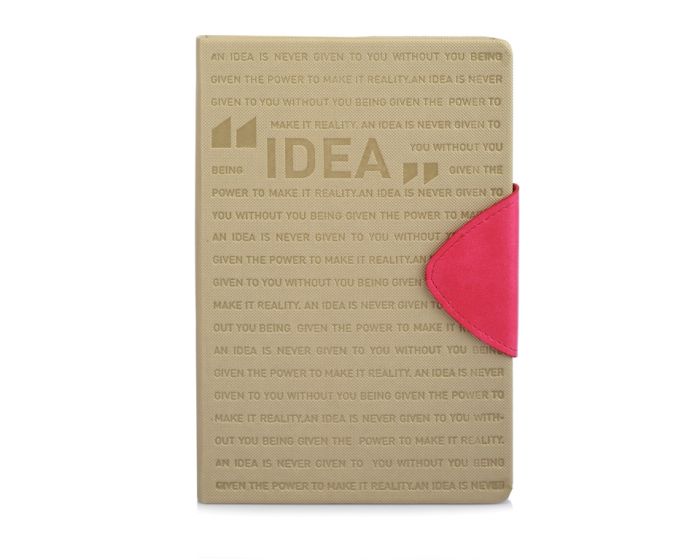 AN IDEA IS NEVER GIVEN TO YOU WITHOUT YOU BEING
GIVEN THE POWER TO MAKE IT REALITY.AN IDEA IS NEVER
GIVEN TO YOU WITHOUT YOU BEING GIVEN THE POWER TO
MAKE IT REALITY. AN IDEA IS NEVER GIVEN TO
YOU WITHOUT YOU
“ IDEA „
BEING GIVEN THE
POWER TO MAKE IT REALITY.AN IDEA IS NEVER GIVEN TO
YOU WITHOUT YOU BEING GIVEN THE POWER TO
AN IDEA IS NEVER GIVEN TO YOU WITHOUT
GIVEN THE POWER TO MAKE IT REALITY.AN
GIVEN TO YOU WITHOUT YOU BEING GIVEN
MAKE IT REALITY. AN IDEA IS NEVER GIVEN
OUT YOU BEING GIVEN THE POWER TO MAKE IT
AN IDEA IS NEVER GIVEN TO YOU WITHOUT YOU BEING
GIVEN THE POWER TO MAKE IT REALITY.AN IDEA IS NEVER
GIVEN TO YOU WITHOUT YOU BEING GIVEN THE POWER TO
MAKE IT REALITY.AN IDEA IS NEVER GIVEN TO YOU WITH-
OUT YOU BEING GIVEN THE POWER TO MAKE IT REALITY.
AN IDEA IS NEVER GIVEN TO YOU WITHOUT YOU BEING
GIVEN THE POWER TO MAKE IT REALITY.AN IDEA IS NEVER